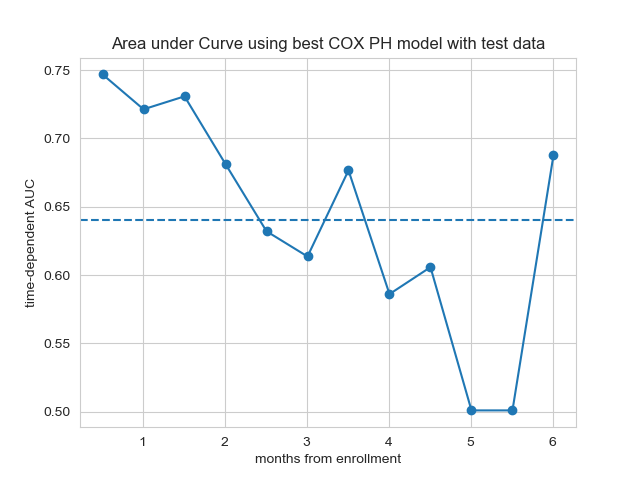 Area under Curve using best COX PH model with test data
time-dependent AUC
0.75
0.70
0.65
0.60
0.55
0.50
1 2 3 4 5 6
months from enrollment